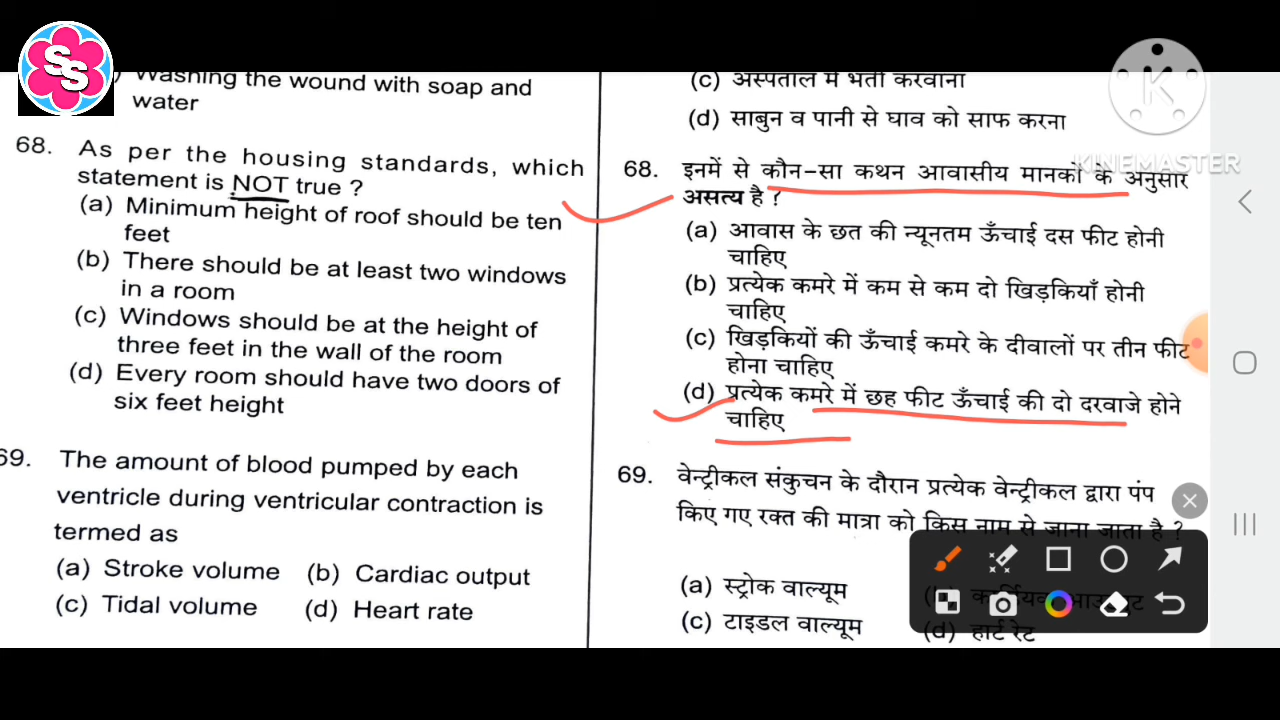 SS
KINEMASTER
Washing the wound with soap and
water
68. As per the housing standards, which
statement is NOT true ?
(a) Minimum height of roof should be ten
feet
(b) There should be at least two windows
in a room
(c) Windows should be at the height of
three feet in the wall of the room
(d) Every room should have two doors of
six feet height
69. The amount of blood pumped by each
ventricle during ventricular contraction is
termed as
(a) Stroke volume (b) Cardiac output
(c) Tidal volume (d) Heart rate
(c) अस्पताल में भर्ती करवाना
(d) साबुन व पानी से घाव को साफ करना
68. इनमें से कौन-सा कथन आवासीय मानकों के अनुसार
असत्य है ?
(a) आवास के छत की न्यूनतम ऊँचाई दस फीट होनी
चाहिए
(b) प्रत्येक कमरे में कम से कम दो खिड़कियाँ होनी
चाहिए
(c) खिड़कियों की ऊँचाई कमरे के दीवालों पर तीन फीट
होना चाहिए
(d) प्रत्येक कमरे में छह फीट ऊँचाई की दो दरवाजे होने
चाहिए
69. वेन्ट्रीकल संकुचन के दौरान प्रत्येक वेन्ट्रीकल द्वारा पंप
किए गए रक्त की मात्रा को किस नाम से जाना जाता है ?
(a) स्ट्रोक वाल्यूम
(c) टाइडल वाल्यूम (d) हार्ट रेट